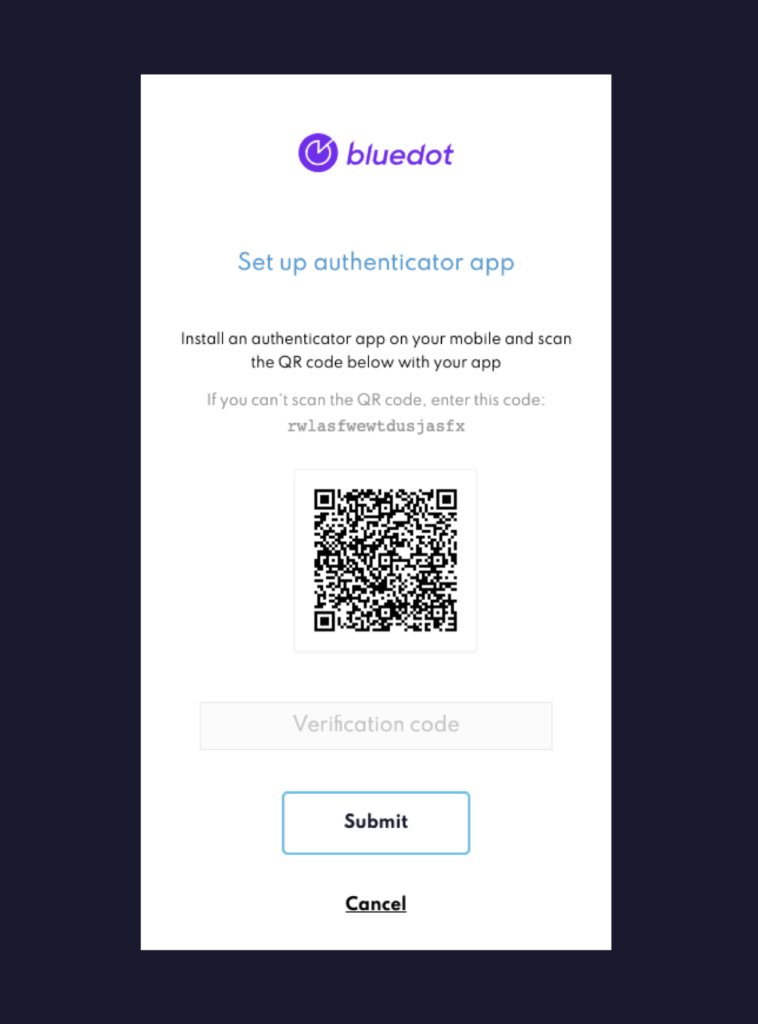 bluedot
Set up authenticator app
Install an authenticator app on your mobile and scan
the QR code below with your app
If you can't scan the QR code, enter this code:
rwlasfwewtdusjasfx
Verification code
Submit
Cancel